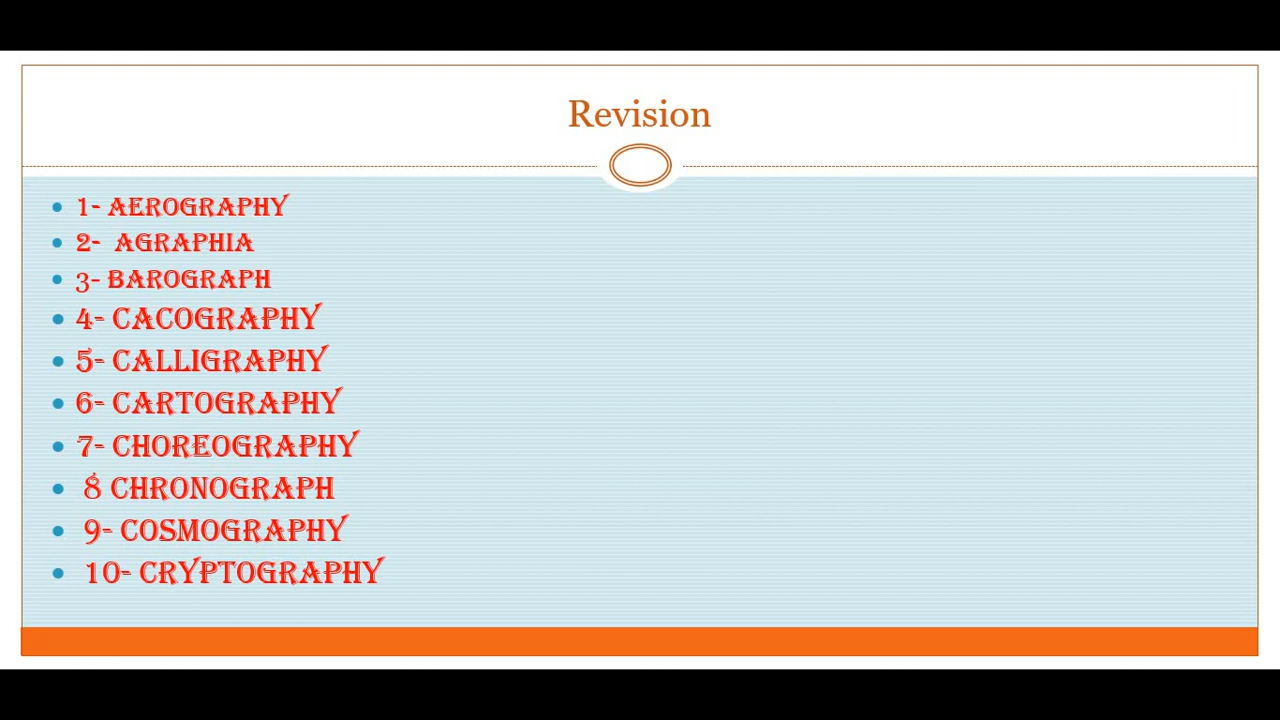 Revision
1- AEROGRAPHY
2- AGRAPHIA
3- BAROGRAPH
4- CACOGRAPHY
5- CALLIGRAPHY
6- CARTOGRAPHY
7- CHOREOGRAPHY
8 CHRONOGRAPH
9- COSMOGRAPHY
10- CRYPTOGRAPHY